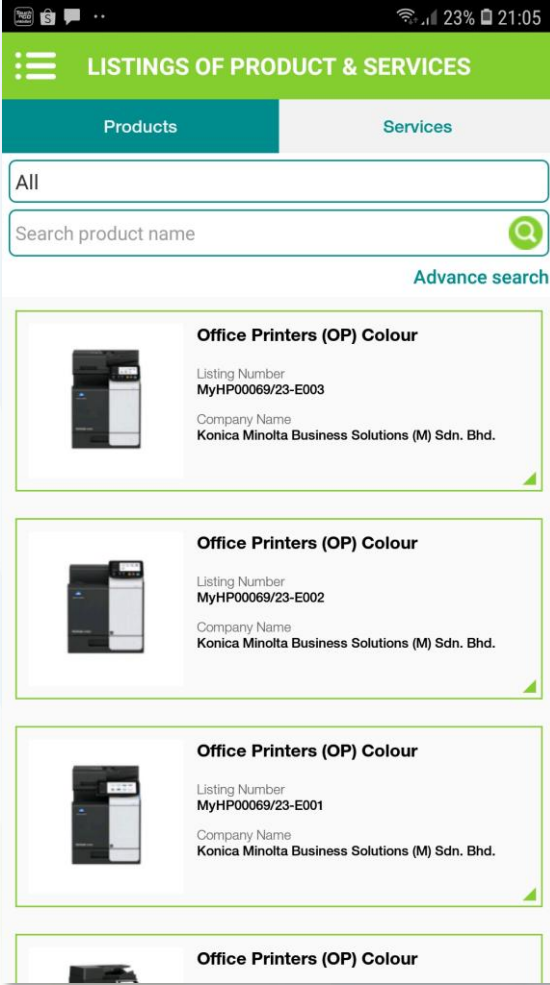 23% 21:05
LISTINGS OF PRODUCT & SERVICES
Products Services
All
Search product name
Advance search
Office Printers (OP) Colour
Listing Number
MyHP00069/23-E003
Company Name
Konica Minolta Business Solutions (M) Sdn. Bhd.
Office Printers (OP) Colour
Listing Number
MyHP00069/23-E002
Company Name
Konica Minolta Business Solutions (M) Sdn. Bhd.
Office Printers (OP) Colour
Listing Number
MyHP00069/23-E001
Company Name
Konica Minolta Business Solutions (M) Sdn. Bhd.
Office Printers (OP) Colour